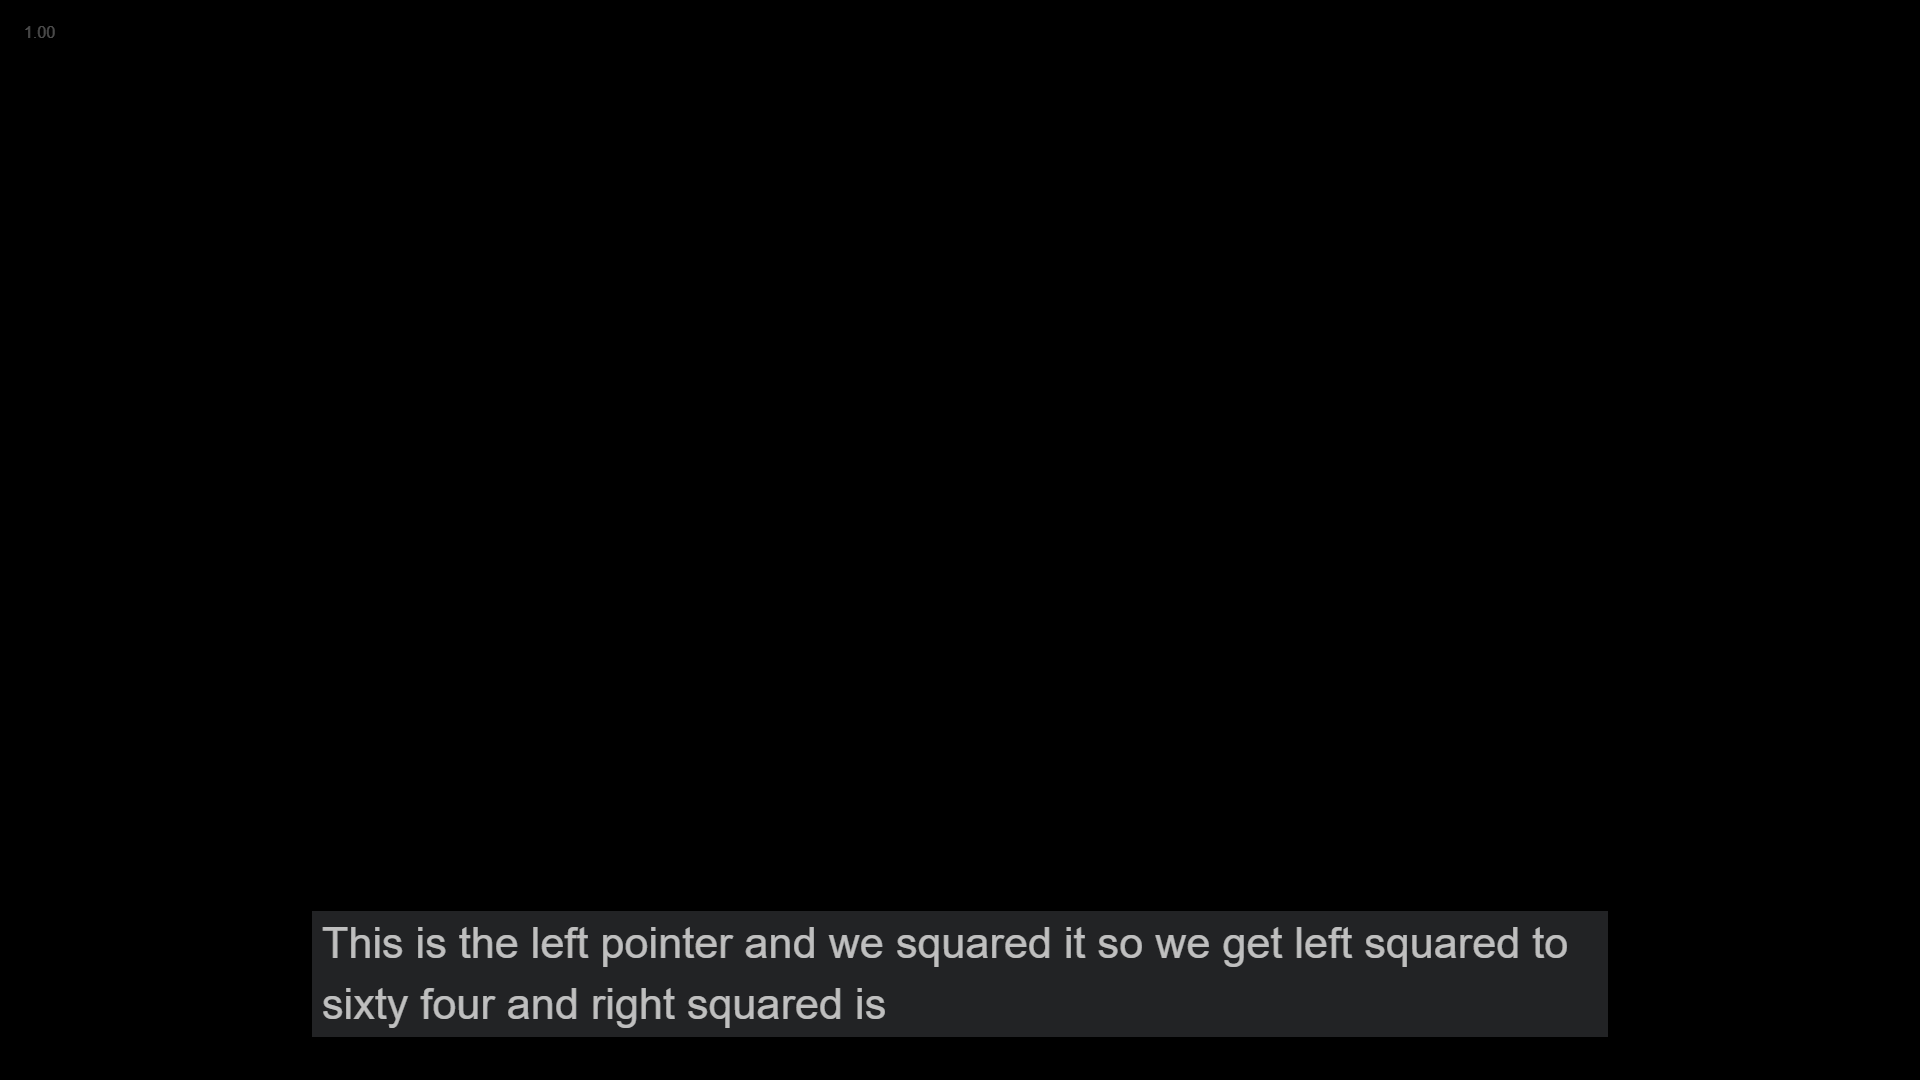 1.00
This is the left pointer and we squared it so we get left squared to
sixty four and right squared is